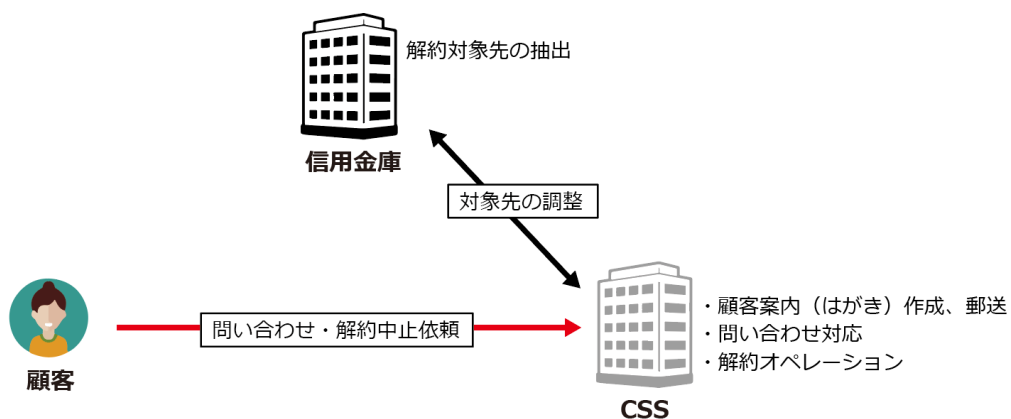 解約対象先の抽出
信用金庫
対象先の調整
問い合わせ・解約中止依頼
顧客
・顧客案内（はがき）作成、郵送
・問い合わせ対応
・解約オペレーション
CSS